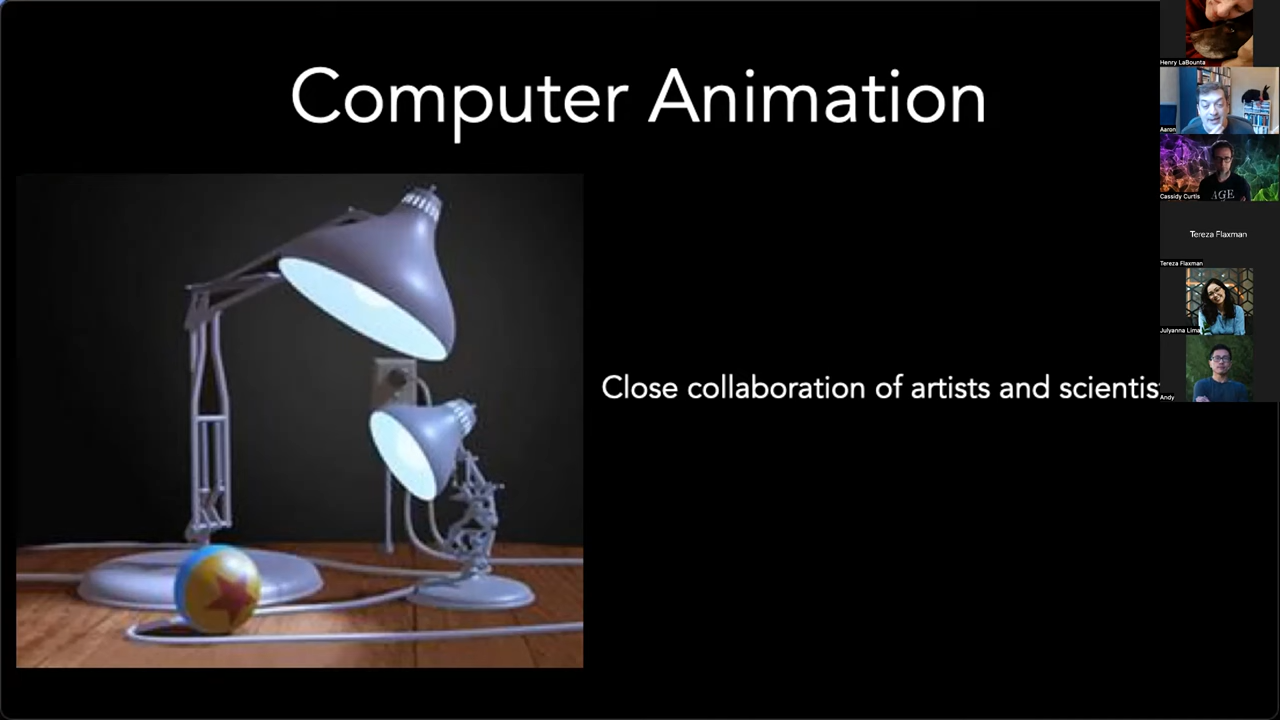 Computer Animation
Close collaboration of artists and scientis
Henry LaBounta
Aaron
AGE
Cassidy Curtis
Tereza Flaxman
Tereza Flaxman
Julyanna Lima
Andy